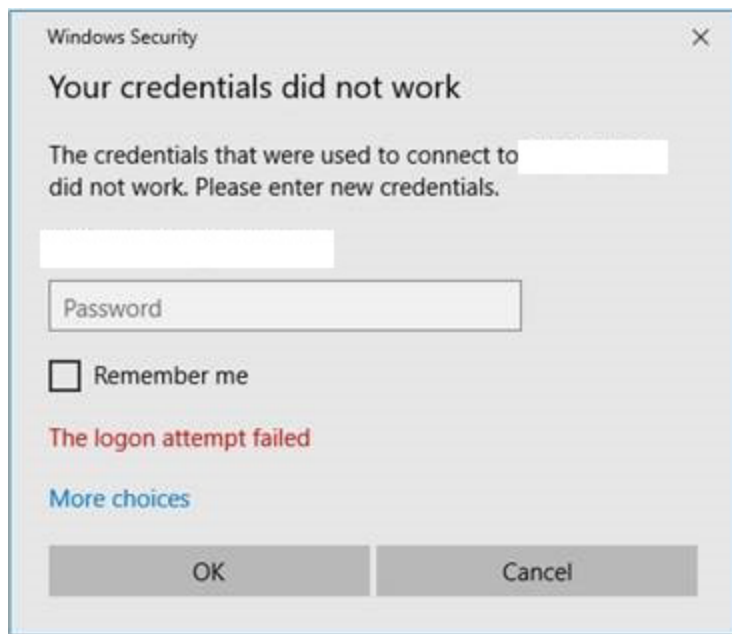 Windows Security
Your credentials did not work
The credentials that were used to connect to
did not work. Please enter new credentials.
Password
Remember me
The logon attempt failed
More choices
OK Cancel